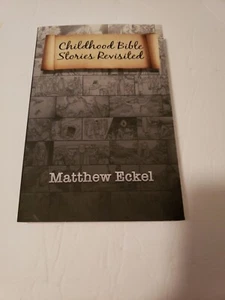 Childhood Bible
Stories Revisited
Matthew Eckel